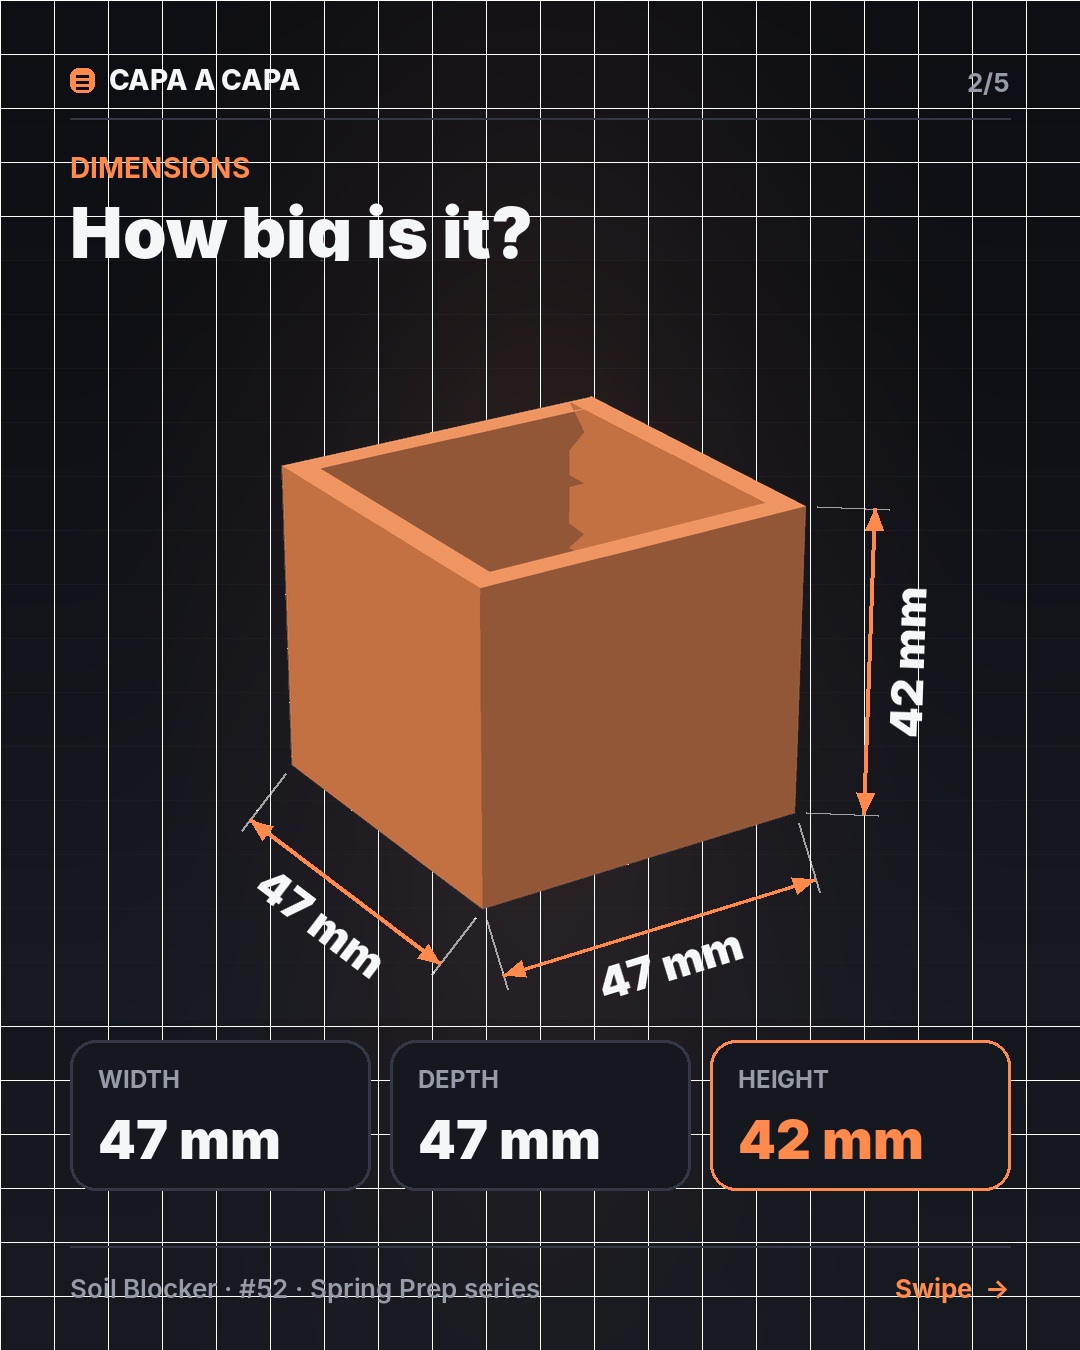 CAPA A CAPA
2/5
DIMENSIONS
How big is it?
42 mm
47 mm
47 mm
WIDTH
47 mm
DEPTH
47 mm
HEIGHT
42 mm
Soil Blocker · #52 · Spring Prep series
Swipe →